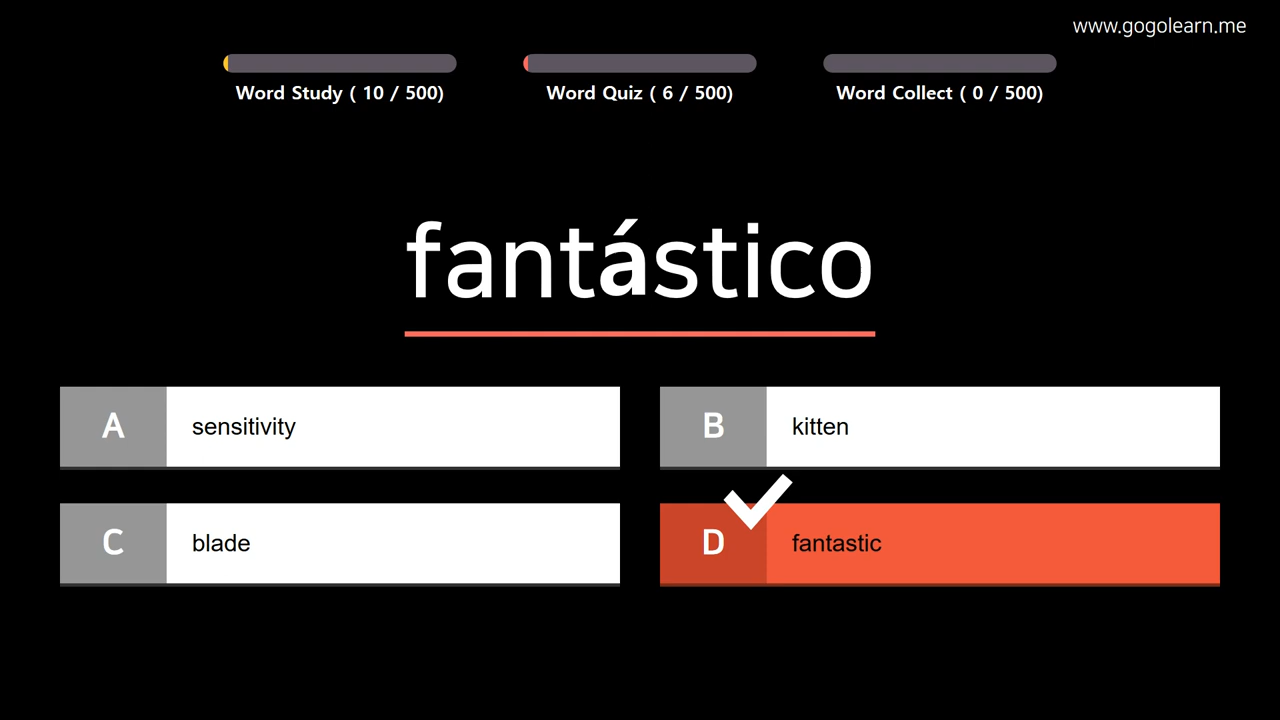 www.gogolearn.me
Word Study ( 10 / 500)
Word Quiz ( 6 / 500)
Word Collect ( 0 / 500)
fantástico
A sensitivity
B kitten
C blade
D fantastic